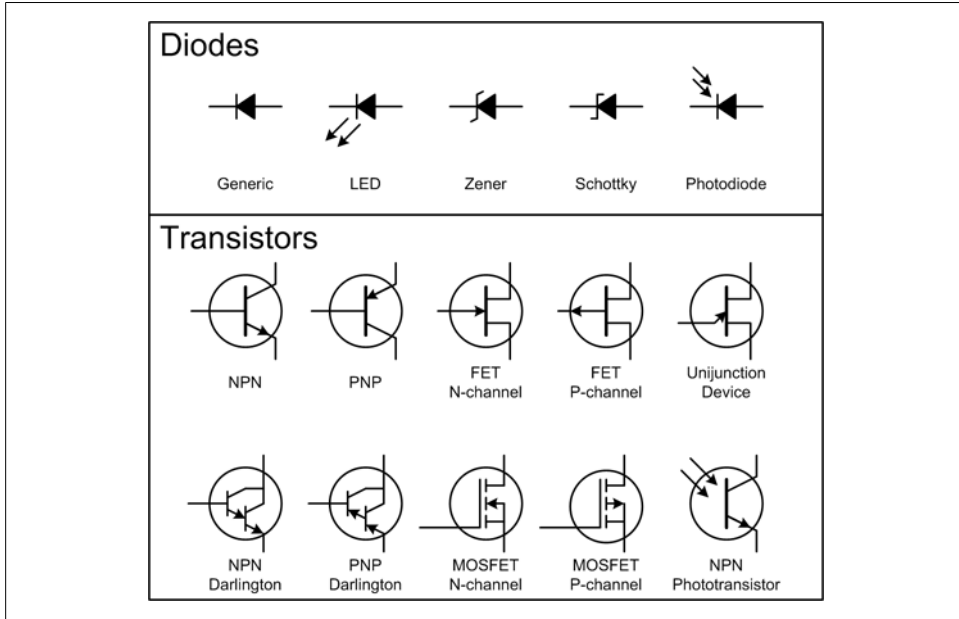 Diodes
Generic
LED
Zener
Schottky
Photodiode
Transistors
NPN
PNP
FET
N-channel
FET
P-channel
Unijunction
Device
NPN
Darlington
PNP
Darlington
MOSFET
N-channel
MOSFET
P-channel
NPN
Phototransistor